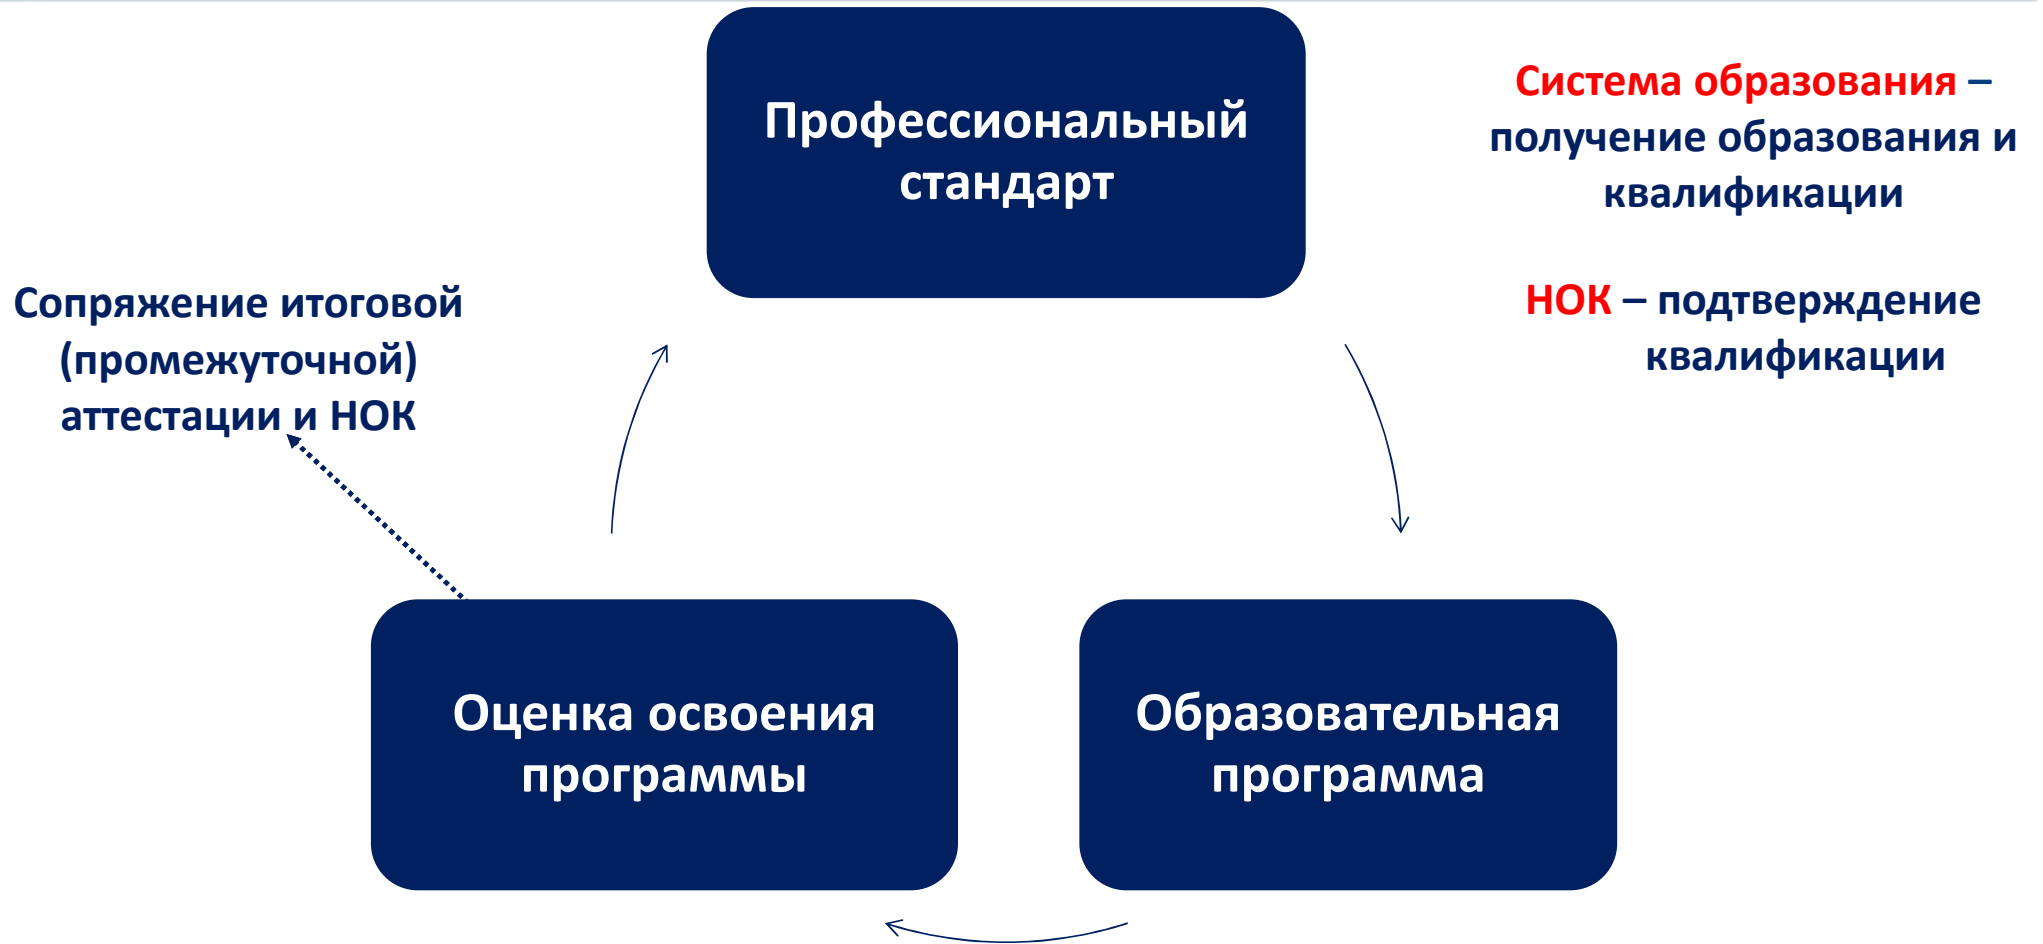 Профессиональный
стандарт
Система образования –
получение образования и
квалификации
НОК – подтверждение
квалификации
Сопряжение итоговой
(промежуточной)
аттестации и НОК
Оценка освоения
программы
Образовательная
программа